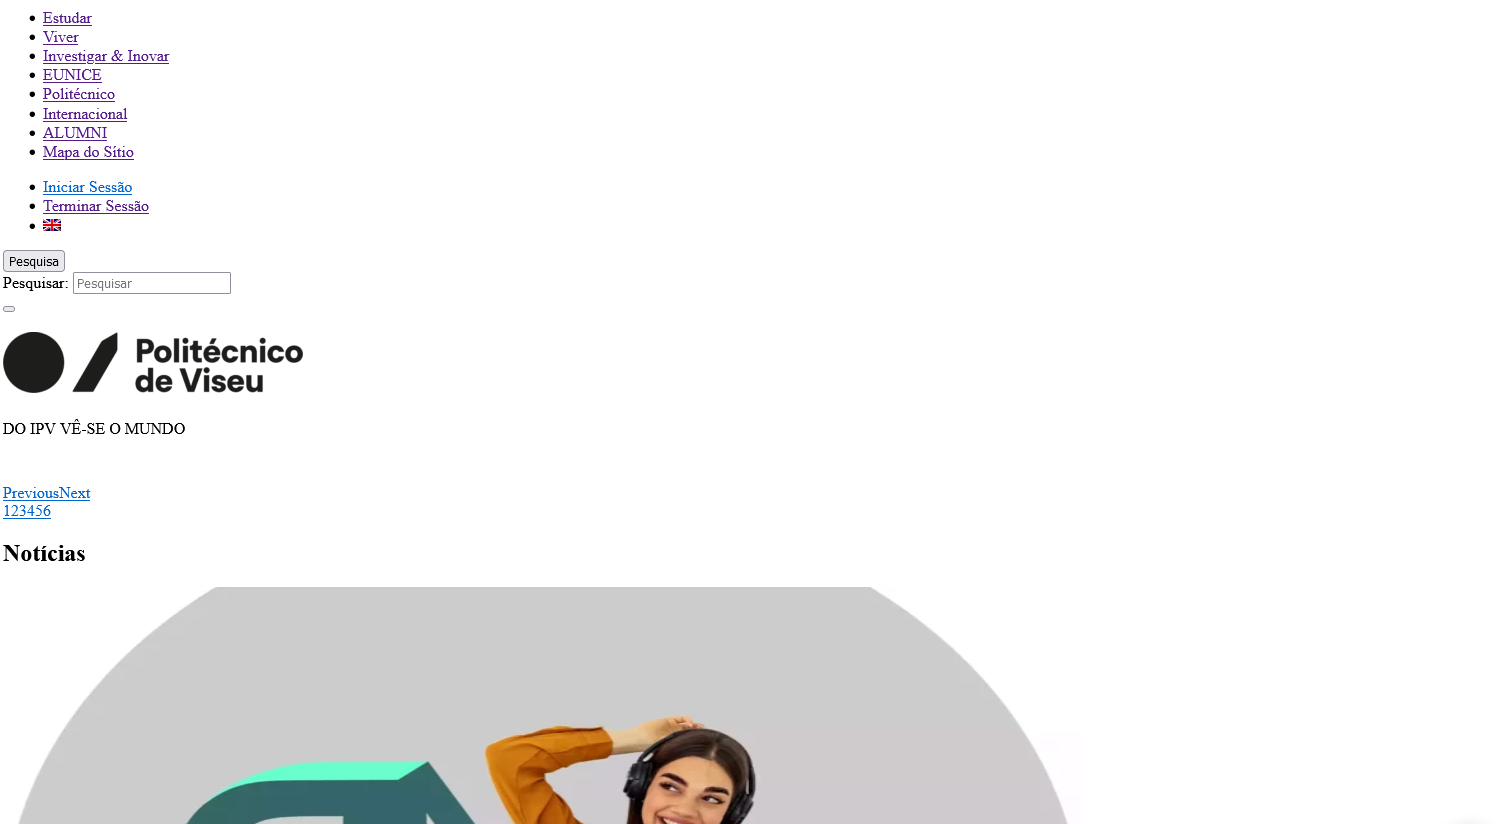 Estudar
Viver
Investigar & Inovar
EUNICE
Politécnico
Internacional
ALUMNI
Mapa do Sítio
Iniciar Sessão
Terminar Sessão
Pesquisa
Pesquisar: Pesquisar
Politécnico
de Viseu
DO IPV VÊ-SE O MUNDO
PreviousNext
123456
Notícias